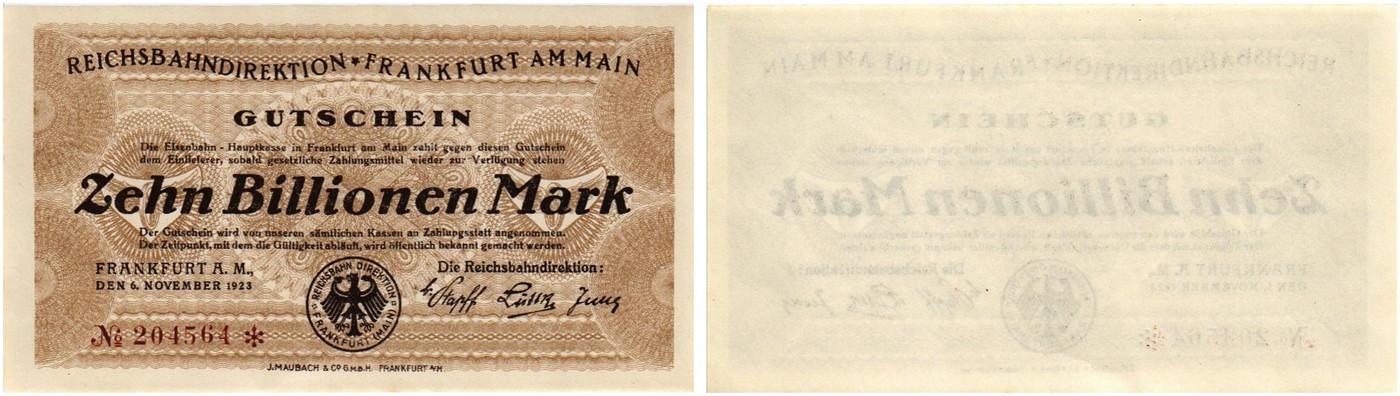 REICHSBAHNDIREKTION * FRANKFURT AM MAIN
GUTSCHEIN
Die Eisenbahn - Hauptkasse in Frankfurt am Main zahlt gegen diesen Gutschein
dem Einlieferer, sobald gesetzliche Zahlungsmittel wieder zur Verfügung stehen
Zehn Billionen Mark
Der Gutschein wird von unseren sämtlichen Kassen an Zahlungsstatt angenommen.
Der Zeitpunkt, mit dem die Gültigkeit abläuft, wird öffentlich bekannt gemacht werden.
FRANKFURT A. M.,
DEN 6. NOVEMBER 1923
Die Reichsbahndirektion:
REICHSBAHN DIREKTION
FRANKFURT (MAIN)
Stapff Jung
№ 204564 *
J. MAUBACH & CO G.M.B.H. FRANKFURT A/M.